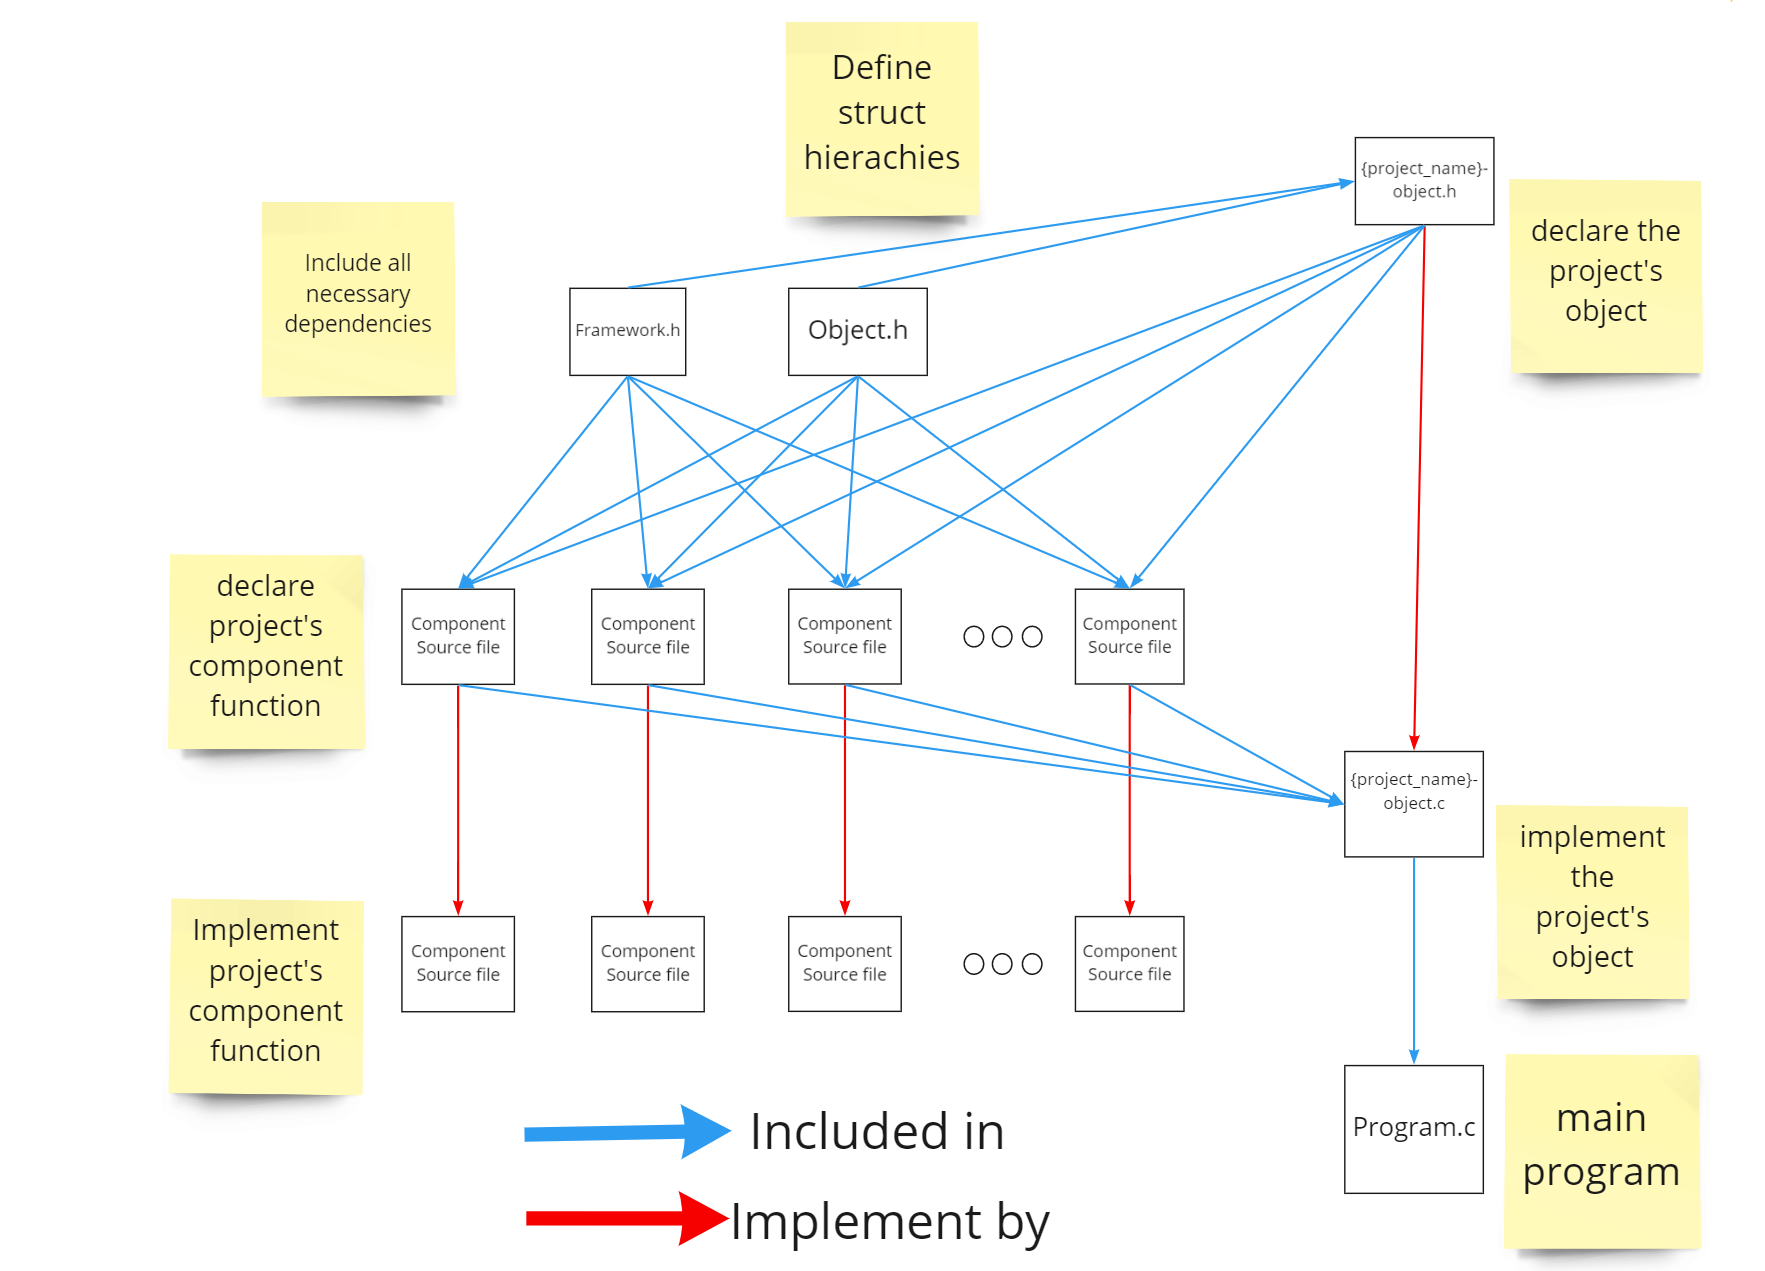 Define
struct
hierachies
{project_name}-
object.h
declare the
project's
object
Include all
necessary
dependencies
Framework.h
Object.h
declare
project's
component
function
Component
Source file
Component
Source file
Component
Source file
Component
Source file
{project_name}-
object.c
implement
the
project's
object
Implement
project's
component
function
Component
Source file
Component
Source file
Component
Source file
Component
Source file
Program.c
main
program
Included in
Implement by